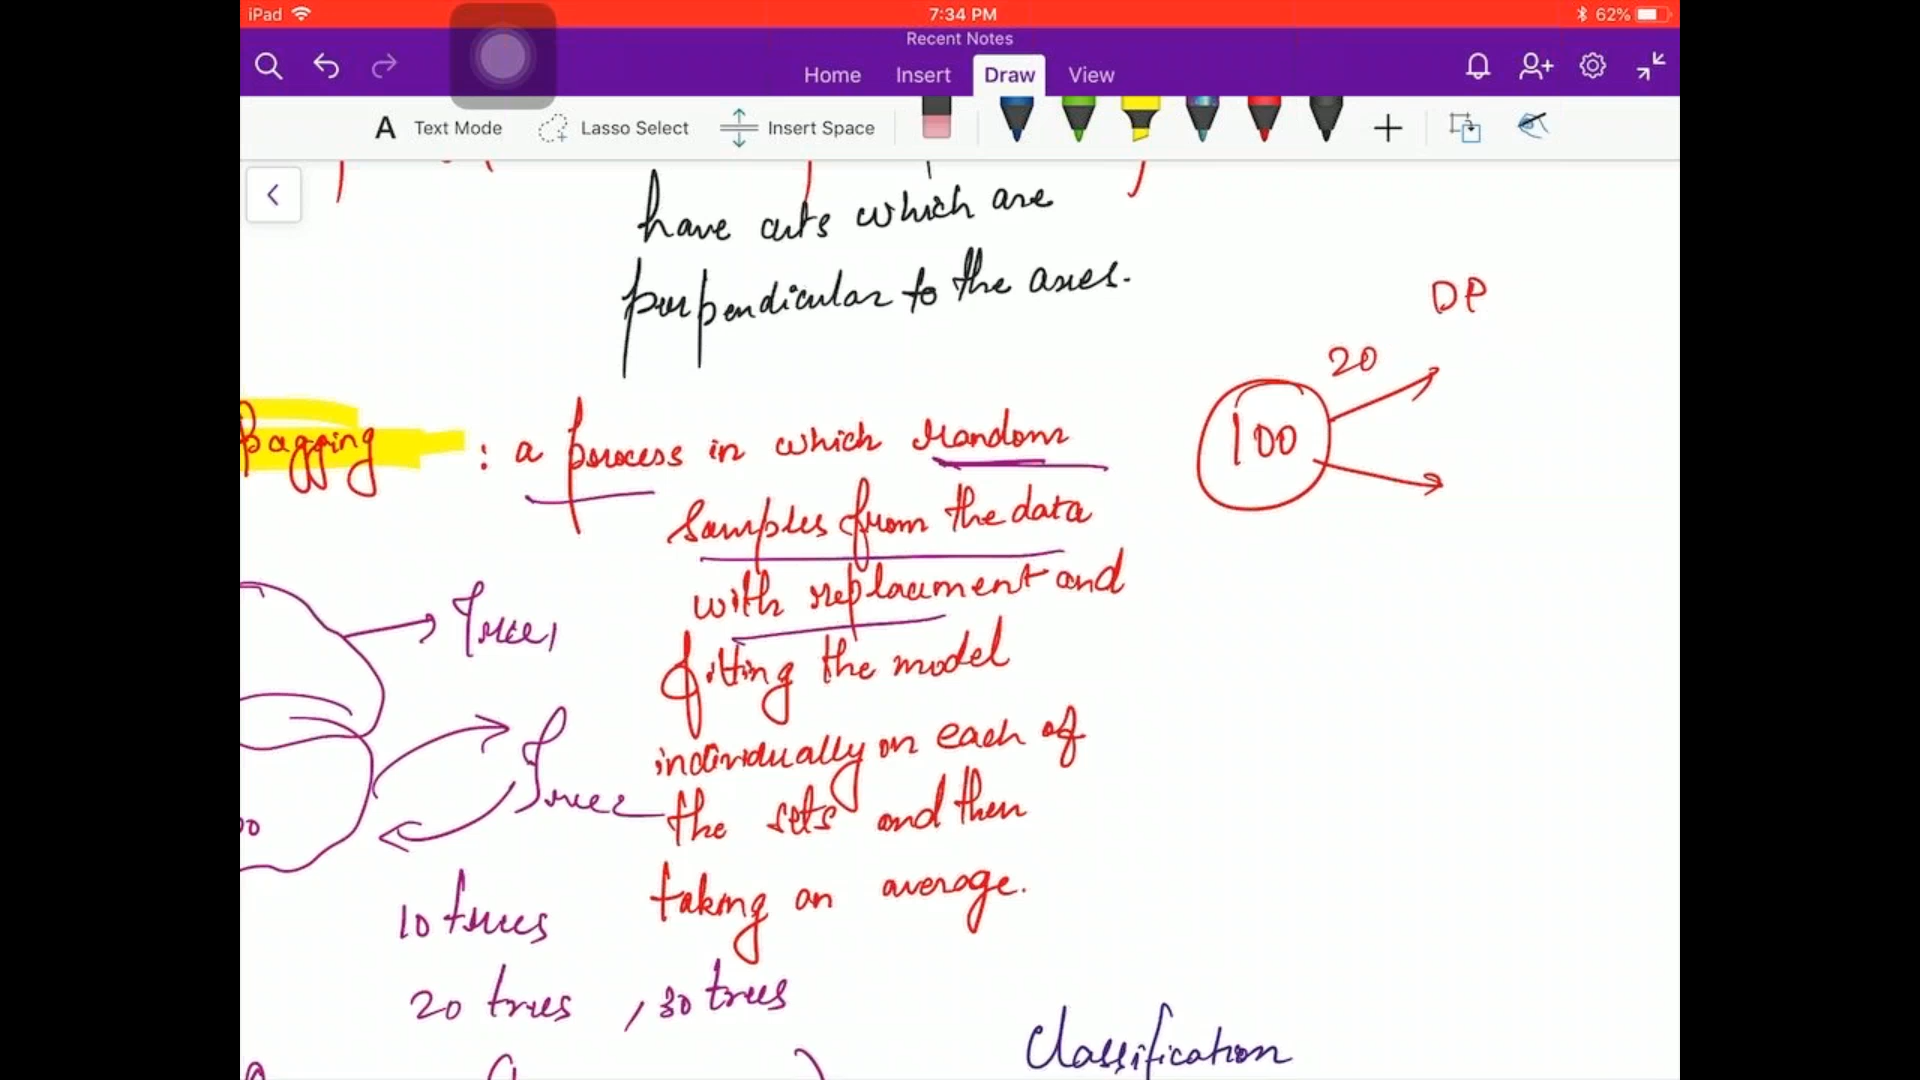 iPad 7:34 PM 62%
Recent Notes
Home Insert Draw View
A Text Mode Lasso Select Insert Space
have cuts which are
perpendicular to the axes.
DP
20
100
Bagging : a process in which random
samples from the data
with replacement and
fitting the model
individually on each of
the sets and then
taking an average.
Tree1
Tree2
10 trees
20 trees , 30 trees
Classification